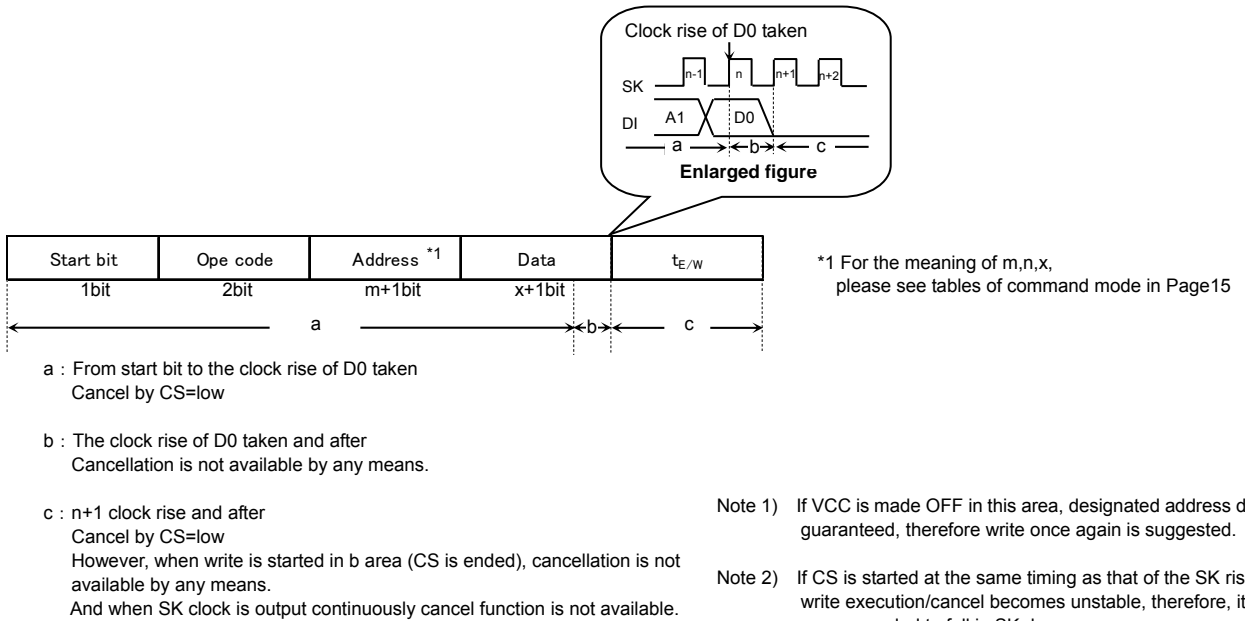 Clock rise of D0 taken
SK n-1 n n+1 n+2
DI A1 D0
a b c
Enlarged figure
Start bit Ope code Address *1 Data tE/W
1bit 2bit m+1bit x+1bit
a b c
*1 For the meaning of m,n,x,
please see tables of command mode in Page15
a : From start bit to the clock rise of D0 taken
Cancel by CS=low
b : The clock rise of D0 taken and after
Cancellation is not available by any means.
c : n+1 clock rise and after
Cancel by CS=low
However, when write is started in b area (CS is ended), cancellation is not
available by any means.
And when SK clock is output continuously cancel function is not available.
Note 1) If VCC is made OFF in this area, designated address d
guaranteed, therefore write once again is suggested.
Note 2) If CS is started at the same timing as that of the SK ris
write execution/cancel becomes unstable, therefore, it